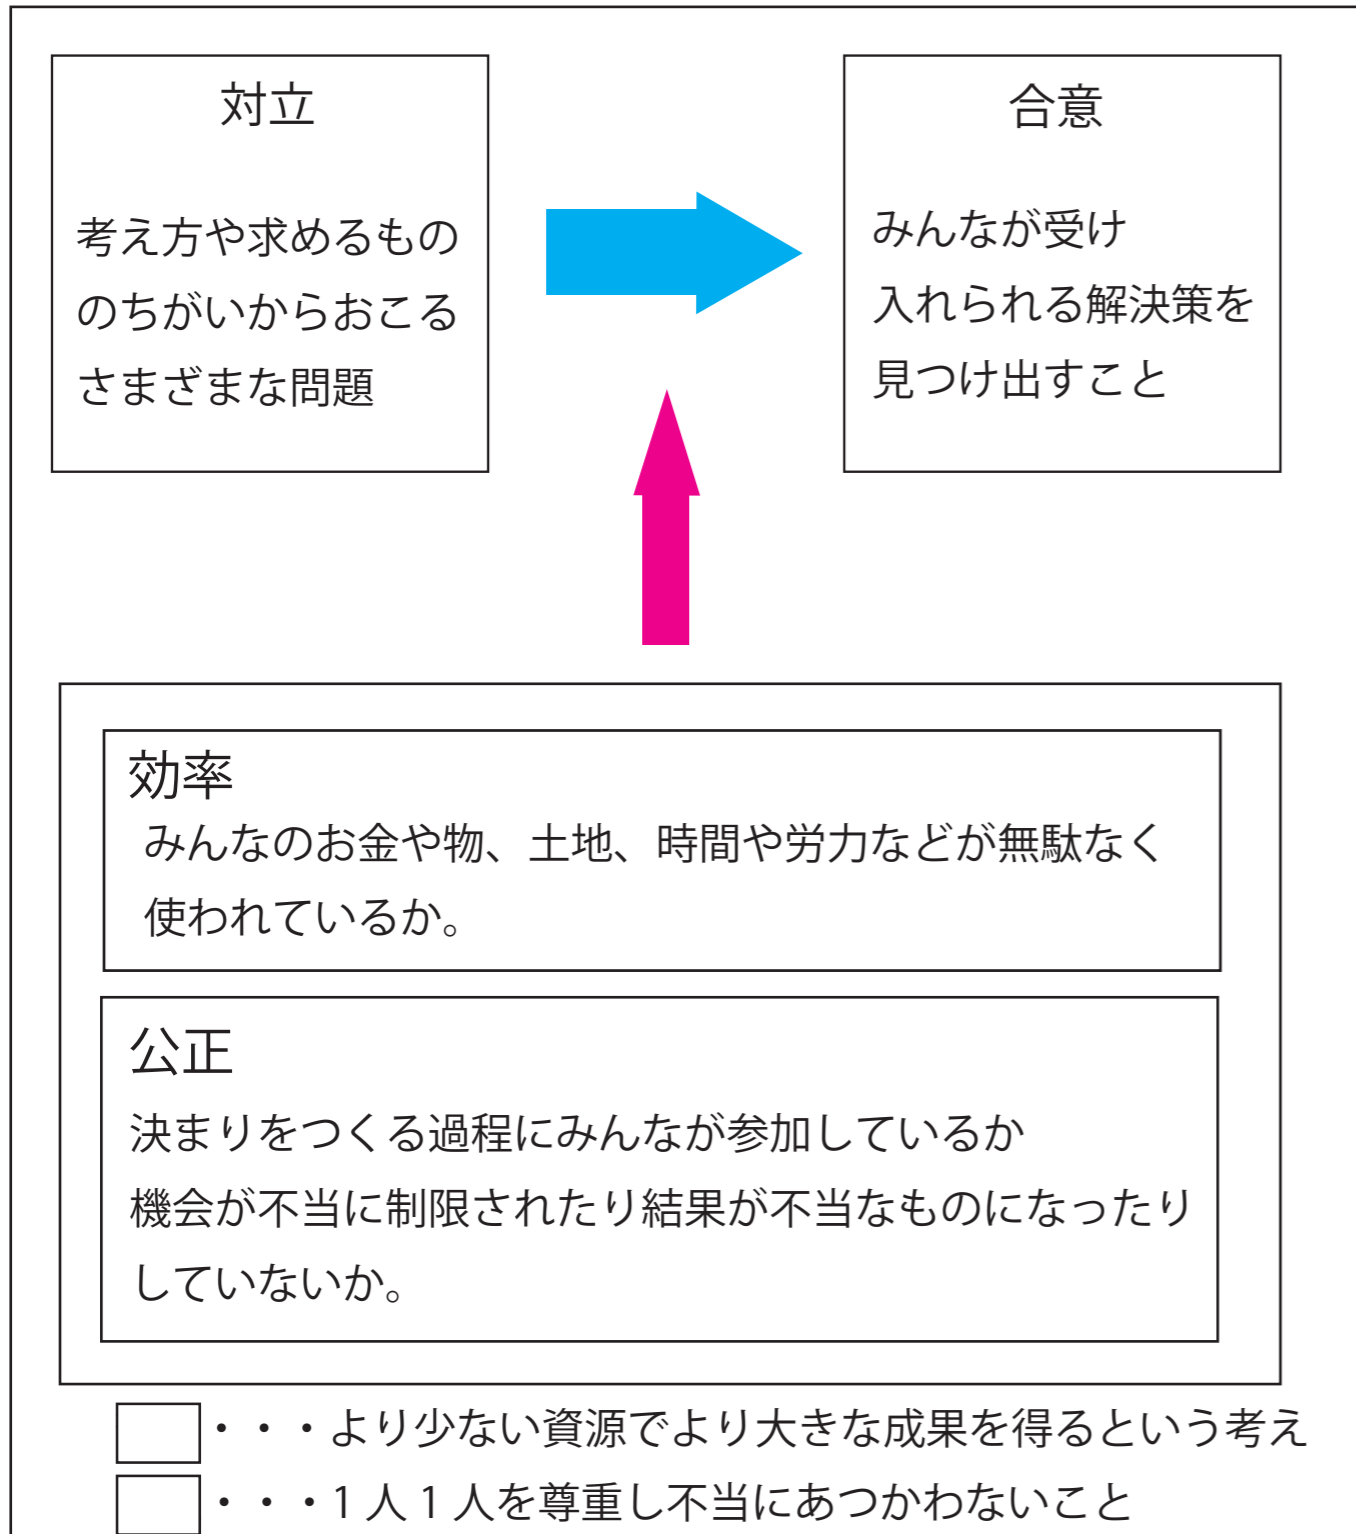 対立
考え方や求めるもの
のちがいからおこる
さまざまな問題
合意
みんなが受け
入れられる解決策を
見つけ出すこと
効率
みんなのお金や物、土地、時間や労力などが無駄なく
使われているか。
公正
決まりをつくる過程にみんなが参加しているか
機会が不当に制限されたり結果が不当なものになったり
していないか。
・・・より少ない資源でより大きな成果を得るという考え
・・・1人1人を尊重し不当にあつかわないこと